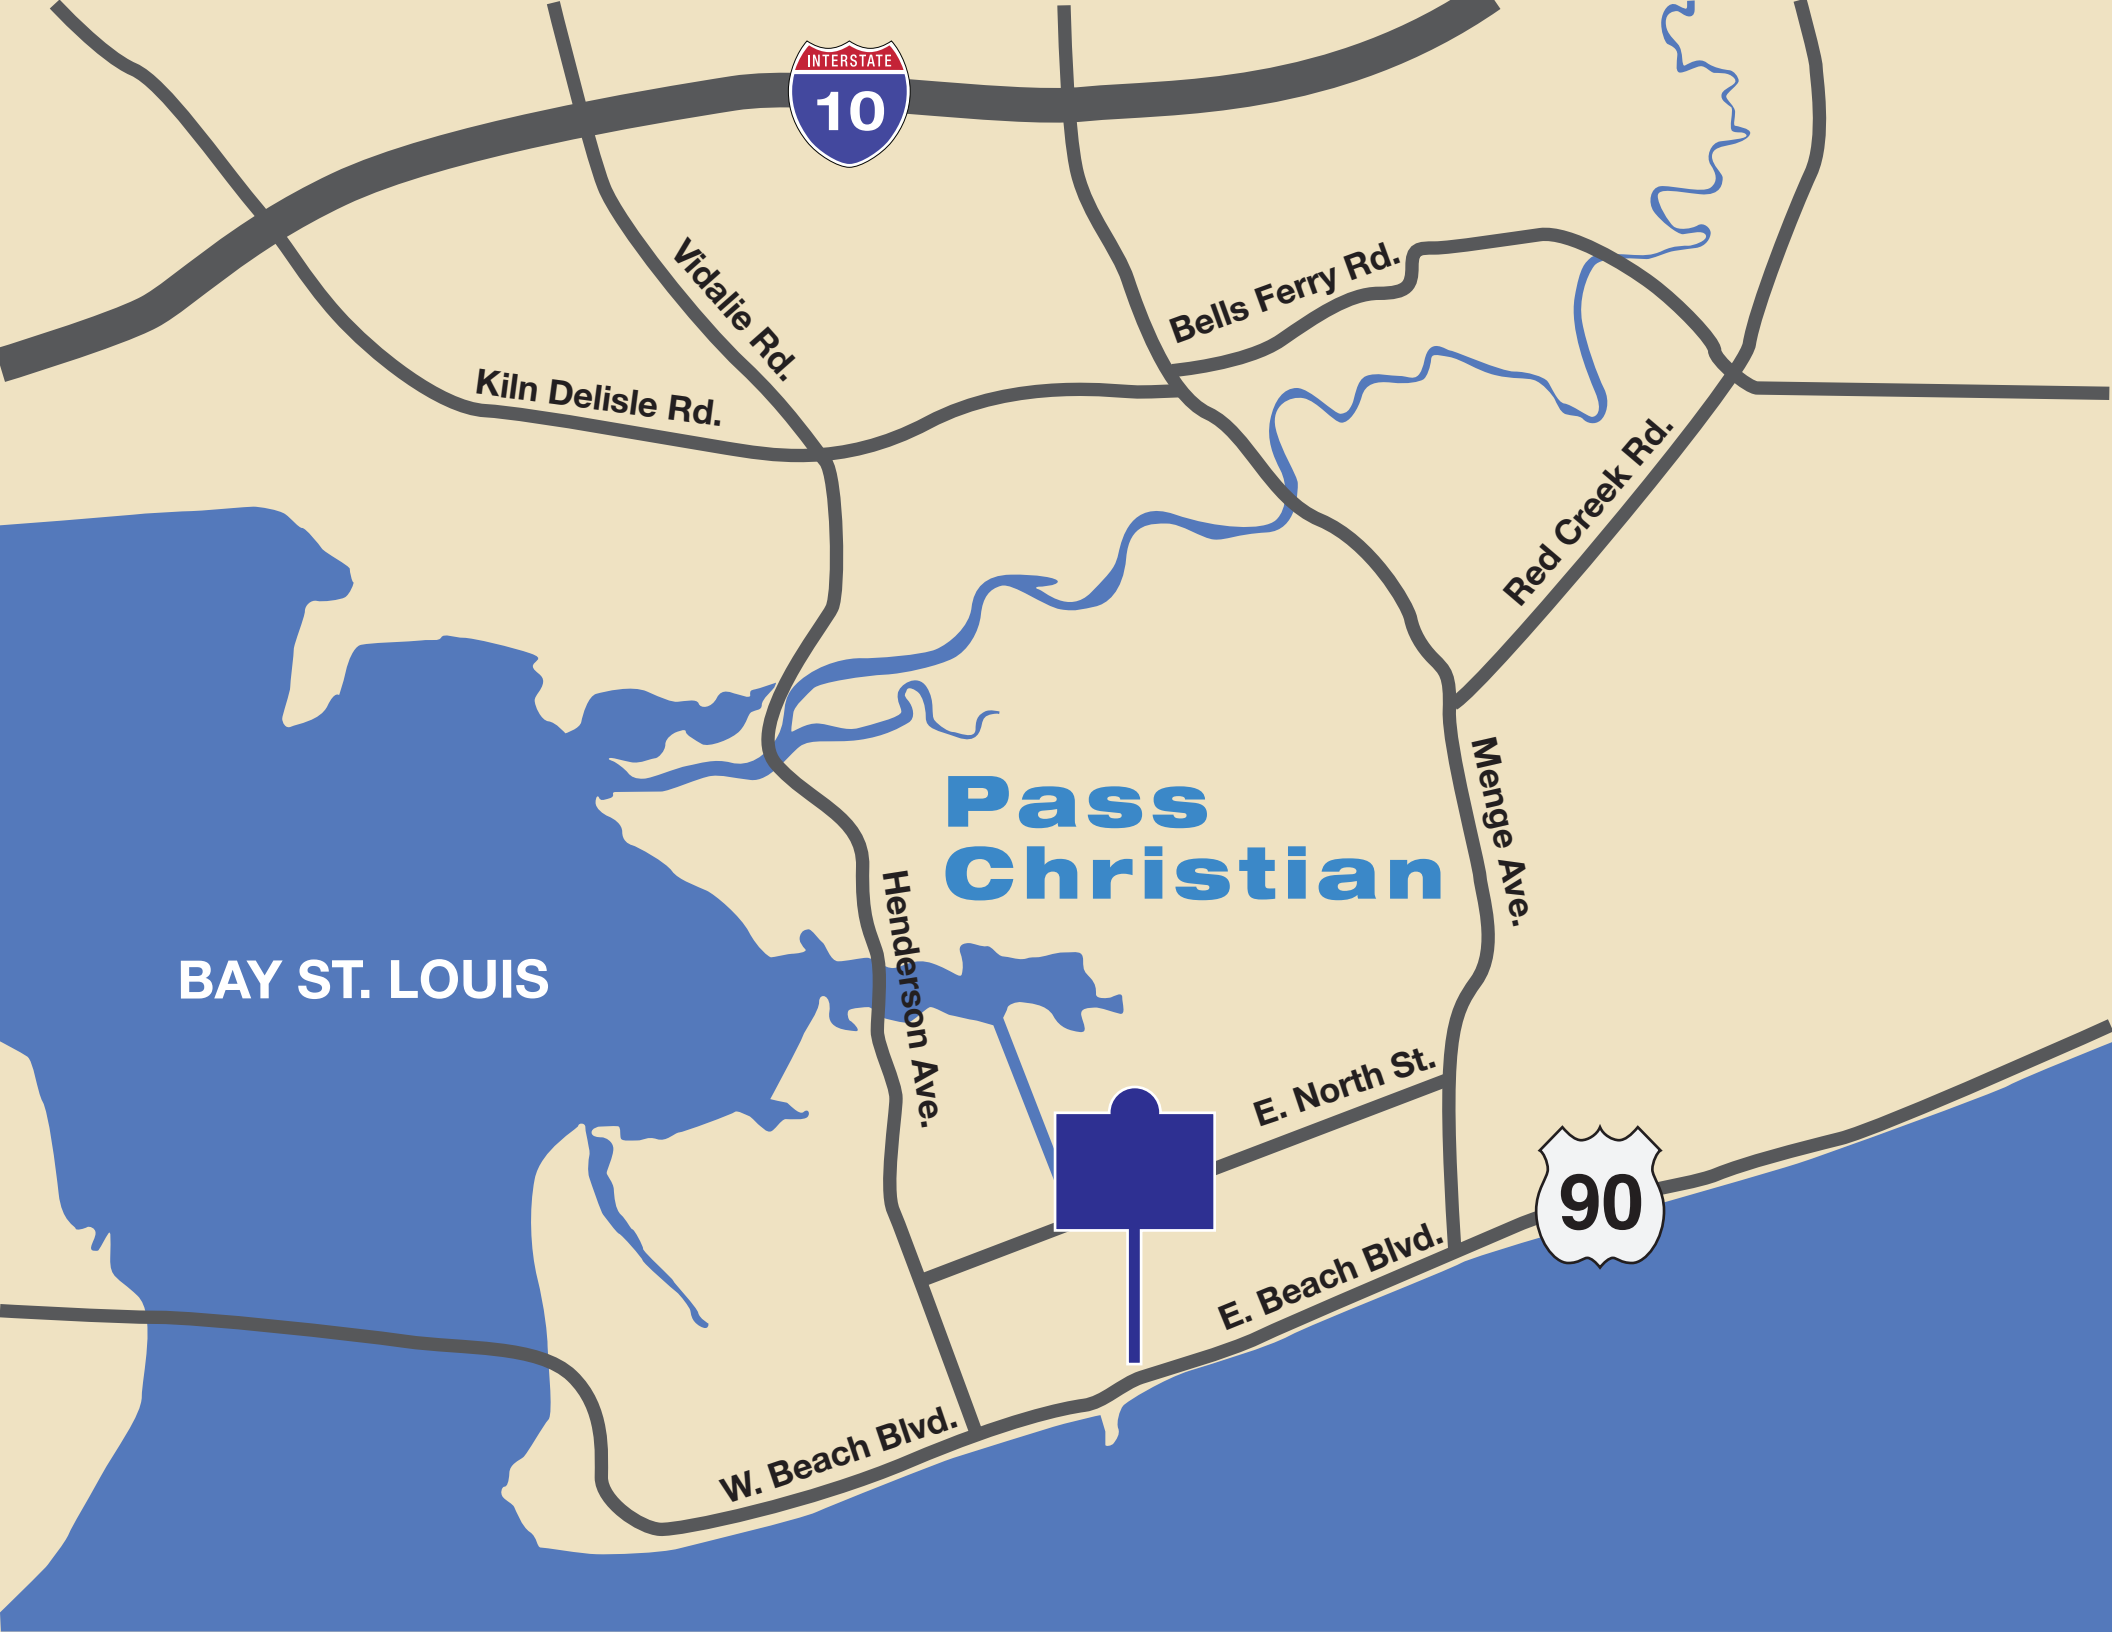 INTERSTATE
10
Vidalie Rd.
Bells Ferry Rd.
Kiln Delisle Rd.
Red Creek Rd.
Pass
Christian
Menge Ave.
Henderson Ave.
BAY ST. LOUIS
E. North St.
90
E. Beach Blvd.
W. Beach Blvd.